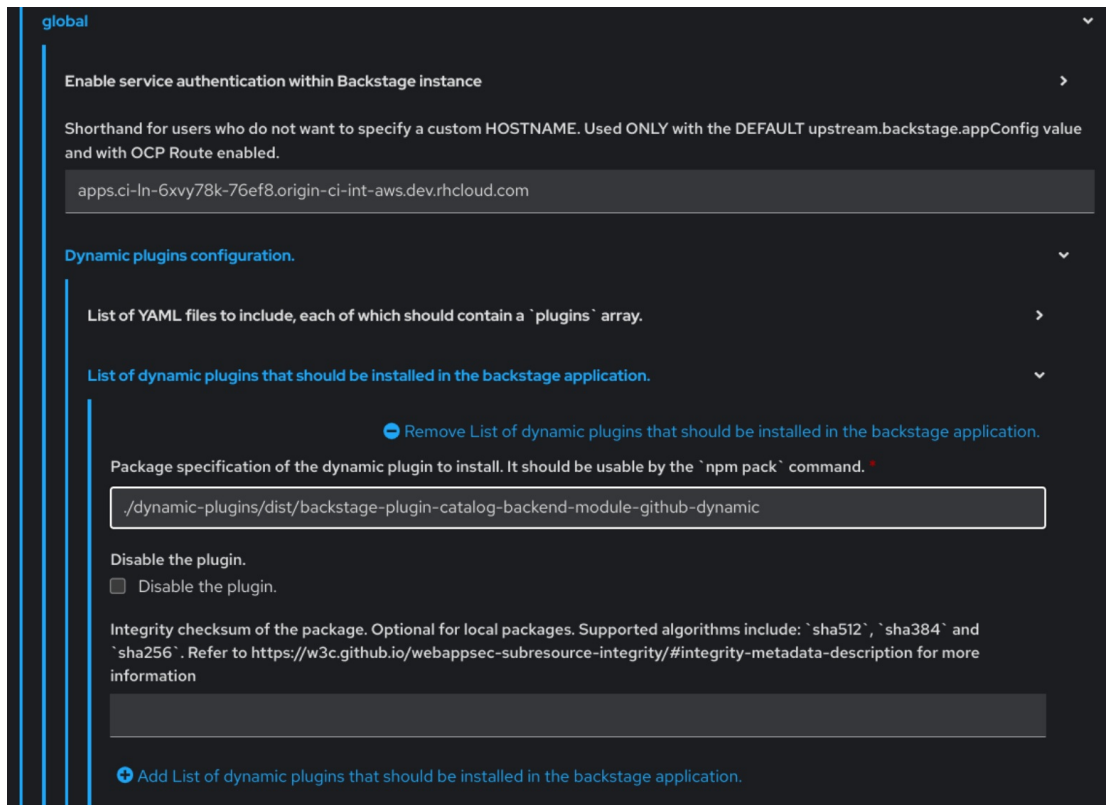 global
Enable service authentication within Backstage instance
Shorthand for users who do not want to specify a custom HOSTNAME. Used ONLY with the DEFAULT upstream.backstage.appConfig value
and with OCP Route enabled.
apps.ci-ln-6xvy78k-76ef8.origin-ci-int-aws.dev.rhcloud.com
Dynamic plugins configuration.
List of YAML files to include, each of which should contain a `plugins` array.
List of dynamic plugins that should be installed in the backstage application.
Remove List of dynamic plugins that should be installed in the backstage application.
Package specification of the dynamic plugin to install. It should be usable by the `npm pack` command. *
./dynamic-plugins/dist/backstage-plugin-catalog-backend-module-github-dynamic
Disable the plugin.
Disable the plugin.
Integrity checksum of the package. Optional for local packages. Supported algorithms include: `sha512`, `sha384` and
`sha256`. Refer to https://w3c.github.io/webappsec-subresource-integrity/#integrity-metadata-description for more
information
Add List of dynamic plugins that should be installed in the backstage application.